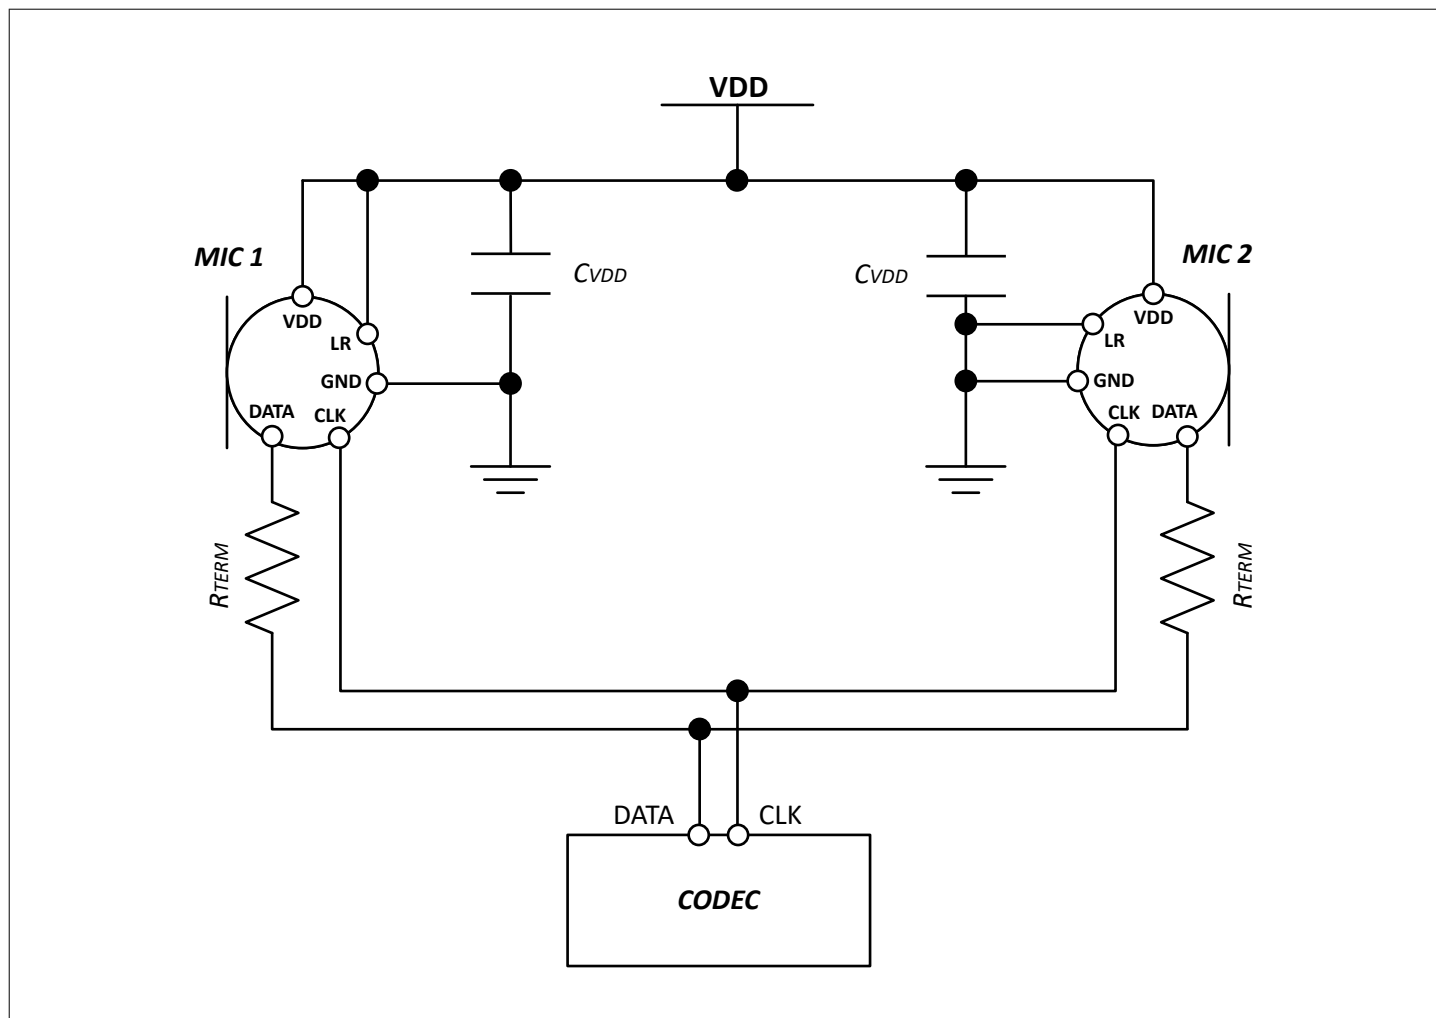 VDD
MIC 1
MIC 2
CVDD
CVDD
VDD
LR
GND
DATA
CLK
VDD
LR
GND
CLK
DATA
RTERM
RTERM
DATA
CLK
CODEC